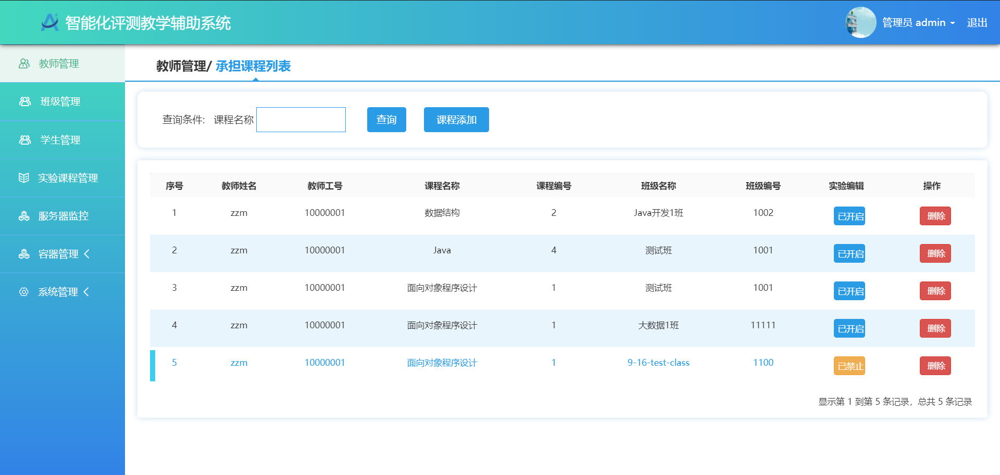 智能化评测教学辅助系统
管理员 admin 退出
教师管理
班级管理
学生管理
实验课程管理
服务器监控
容器管理
系统管理
教师管理/ 承担课程列表
查询条件: 课程名称 查询 课程添加
序号 教师姓名 教师工号 课程名称 课程编号 班级名称 班级编号 实验编辑 操作
1 zzm 10000001 数据结构 2 Java开发1班 1002 已开启 删除
2 zzm 10000001 Java 4 测试班 1001 已开启 删除
3 zzm 10000001 面向对象程序设计 1 测试班 1001 已开启 删除
4 zzm 10000001 面向对象程序设计 1 大数据1班 11111 已开启 删除
5 zzm 10000001 面向对象程序设计 1 9-16-test-class 1100 已禁止 删除
显示第 1 到第 5 条记录，总共 5 条记录